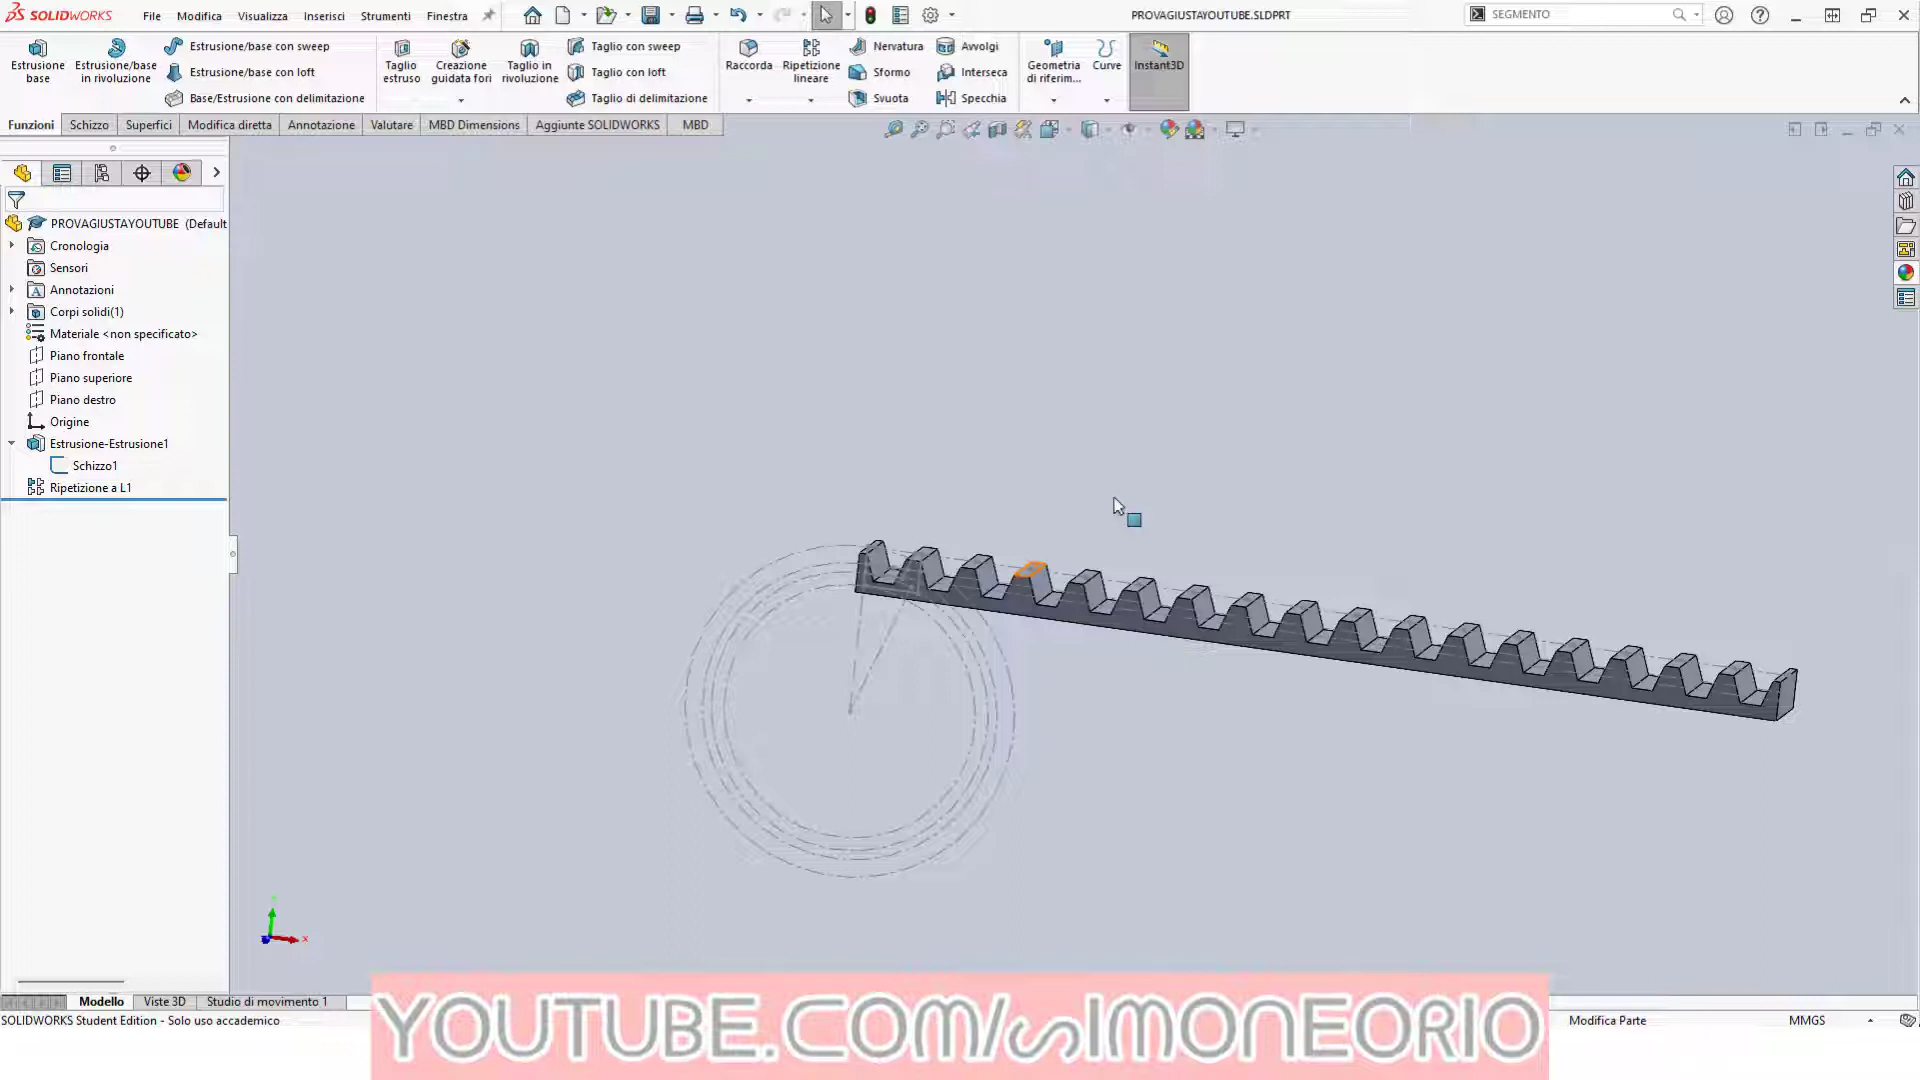 SOLIDWORKS
File
Modifica
Visualizza
Inserisci
Strumenti
Finestra
PROVAGIUSTAYOUTUBE.SLDPRT
SEGMENTO
Estrusione
base
Estrusione/base
in rivoluzione
Estrusione/base con sweep
Estrusione/base con loft
Base/Estrusione con delimitazione
Taglio
estruso
Creazione
guidata fori
Taglio in
rivoluzione
Taglio con sweep
Taglio con loft
Taglio di delimitazione
Raccorda
Ripetizione
lineare
Nervatura
Sformo
Svuota
Avvolgi
Interseca
Specchia
Geometria
di riferim...
Curve
Instant3D
Funzioni
Schizzo
Superfici
Modifica diretta
Annotazione
Valutare
MBD Dimensions
Aggiunte SOLIDWORKS
MBD
PROVAGIUSTAYOUTUBE (Default
Cronologia
Sensori
Annotazioni
Corpi solidi(1)
Materiale <non specificato>
Piano frontale
Piano superiore
Piano destro
Origine
Estrusione-Estrusione1
Schizzo1
Ripetizione a L1
x
Modello
Viste 3D
Studio di movimento 1
SOLIDWORKS Student Edition - Solo uso accademico
Modifica Parte
MMGS
YOUTUBE.COM/SIMONEORIO